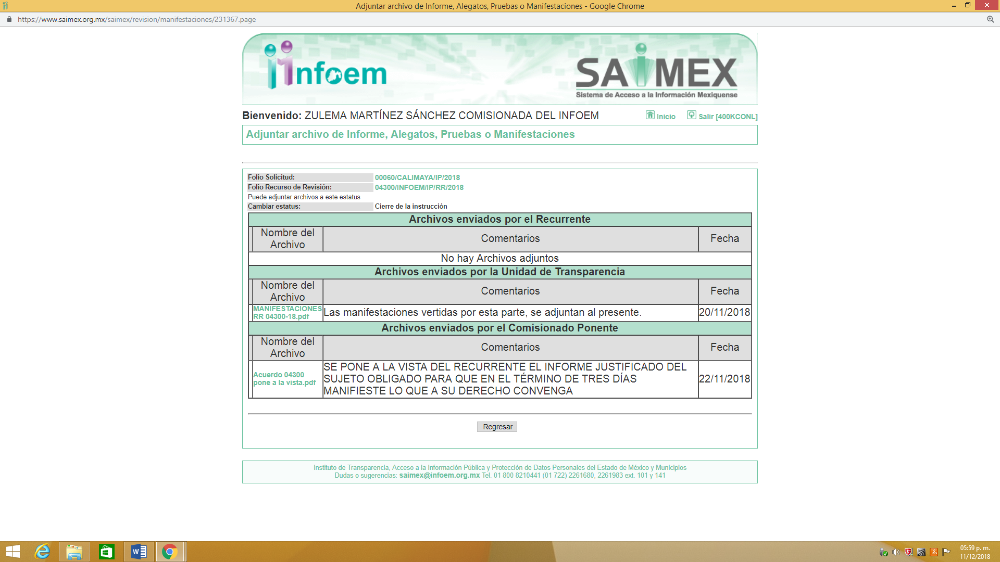 Adjuntar archivo de Informe, Alegatos, Pruebas o Manifestaciones - Google Chrome
https://www.saimex.org.mx/saimex/revision/manifestaciones/231367.page
infoem
SAIMEX
Sistema de Acceso a la Información Mexiquense
Bienvenido: ZULEMA MARTÍNEZ SÁNCHEZ COMISIONADA DEL INFOEM
Inicio Salir [400KCONL]
Adjuntar archivo de Informe, Alegatos, Pruebas o Manifestaciones
Folio Solicitud: 00060/CALIMAYA/IP/2018
Folio Recurso de Revisión: 04300/INFOEM/IP/RR/2018
Puede adjuntar archivos a este estatus
Cambiar estatus: Cierre de la instrucción
Archivos enviados por el Recurrente
Nombre del
Archivo
Comentarios
Fecha
No hay Archivos adjuntos
Archivos enviados por la Unidad de Transparencia
Nombre del
Archivo
Comentarios
Fecha
MANIFESTACIONES
RR 04300-18.pdf
Las manifestaciones vertidas por esta parte, se adjuntan al presente.
20/11/2018
Archivos enviados por el Comisionado Ponente
Nombre del
Archivo
Comentarios
Fecha
Acuerdo 04300
pone a la vista.pdf
SE PONE A LA VISTA DEL RECURRENTE EL INFORME JUSTIFICADO DEL
SUJETO OBLIGADO PARA QUE EN EL TÉRMINO DE TRES DÍAS
MANIFIESTE LO QUE A SU DERECHO CONVENGA
22/11/2018
Regresar
Instituto de Transparencia, Acceso a la Información Pública y Protección de Datos Personales del Estado de México y Municipios
Dudas o sugerencias: saimex@infoem.org.mx Tel. 01 800 8210441 (01 722) 2261680, 2261983 ext. 101 y 141
05:59 p. m.
11/12/2018